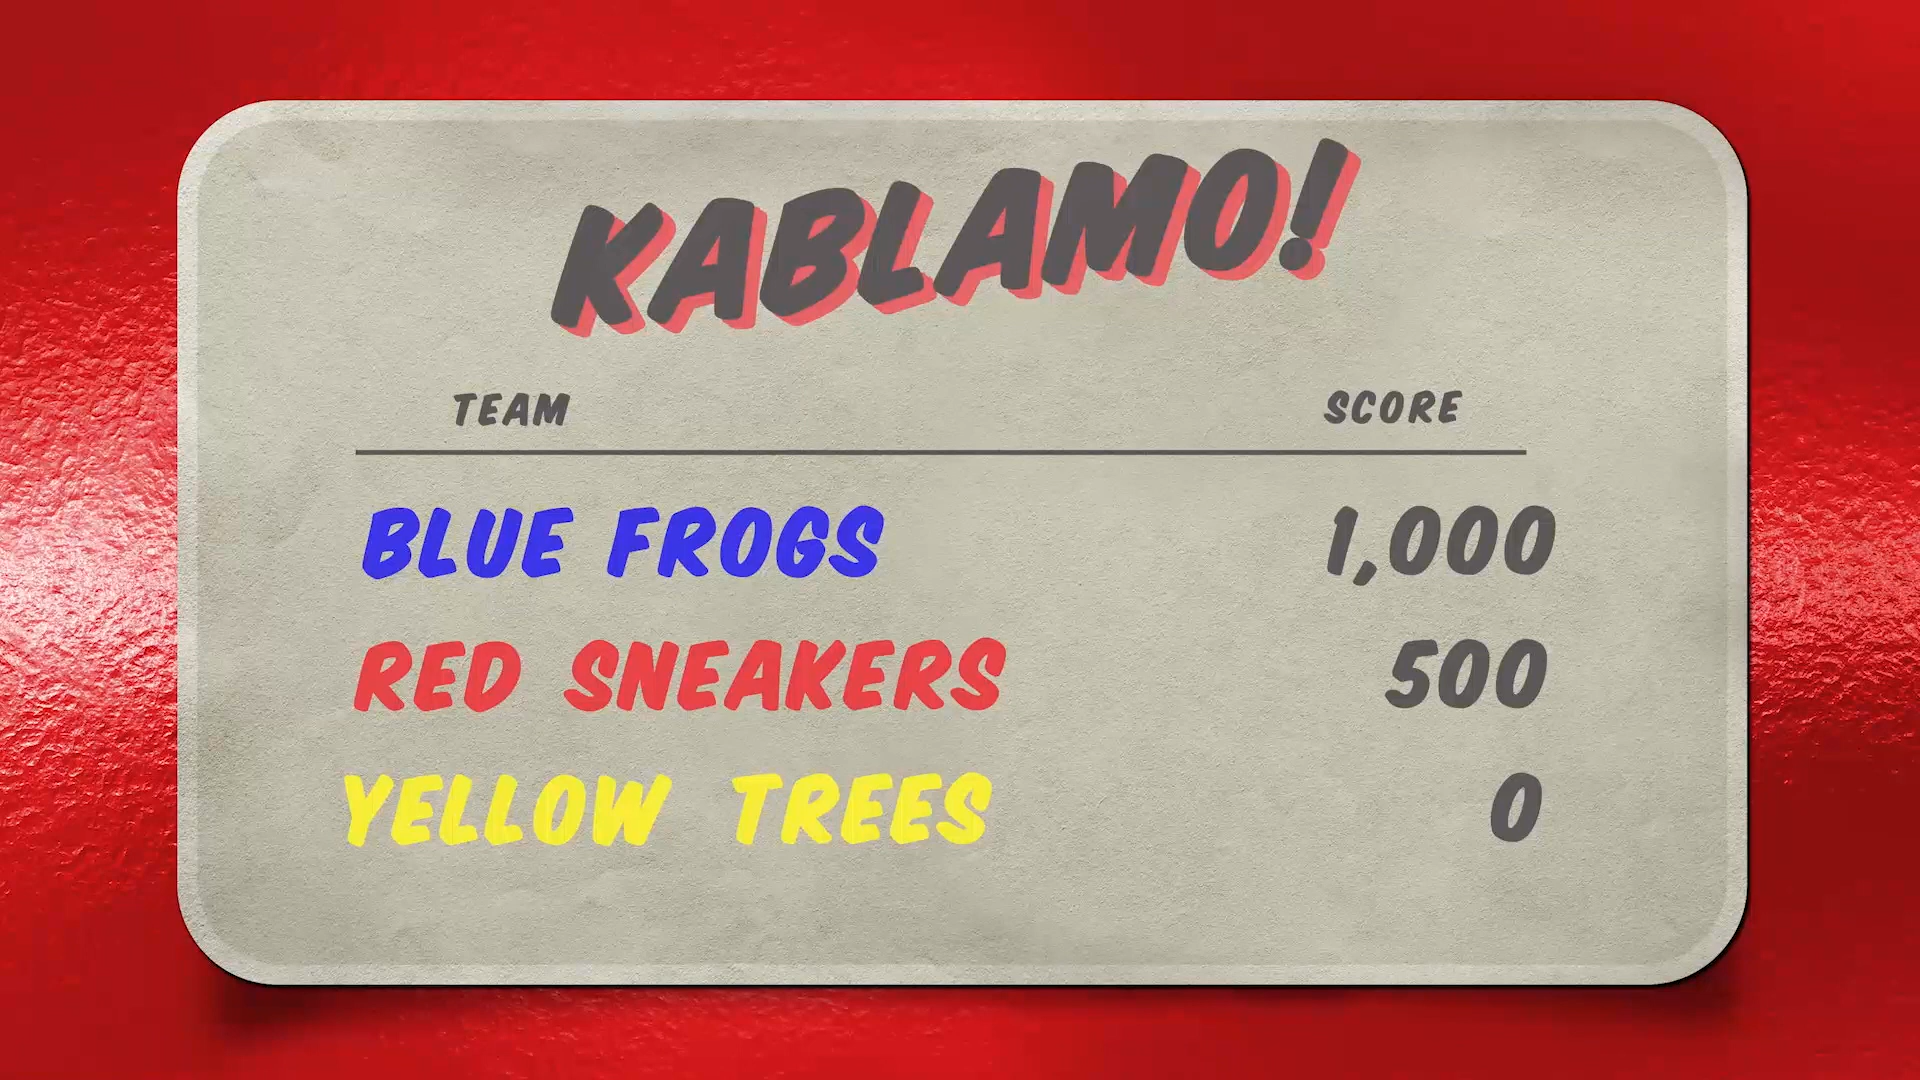 KABLAMO!
TEAM SCORE
BLUE FROGS 1,000
RED SNEAKERS 500
YELLOW TREES 0